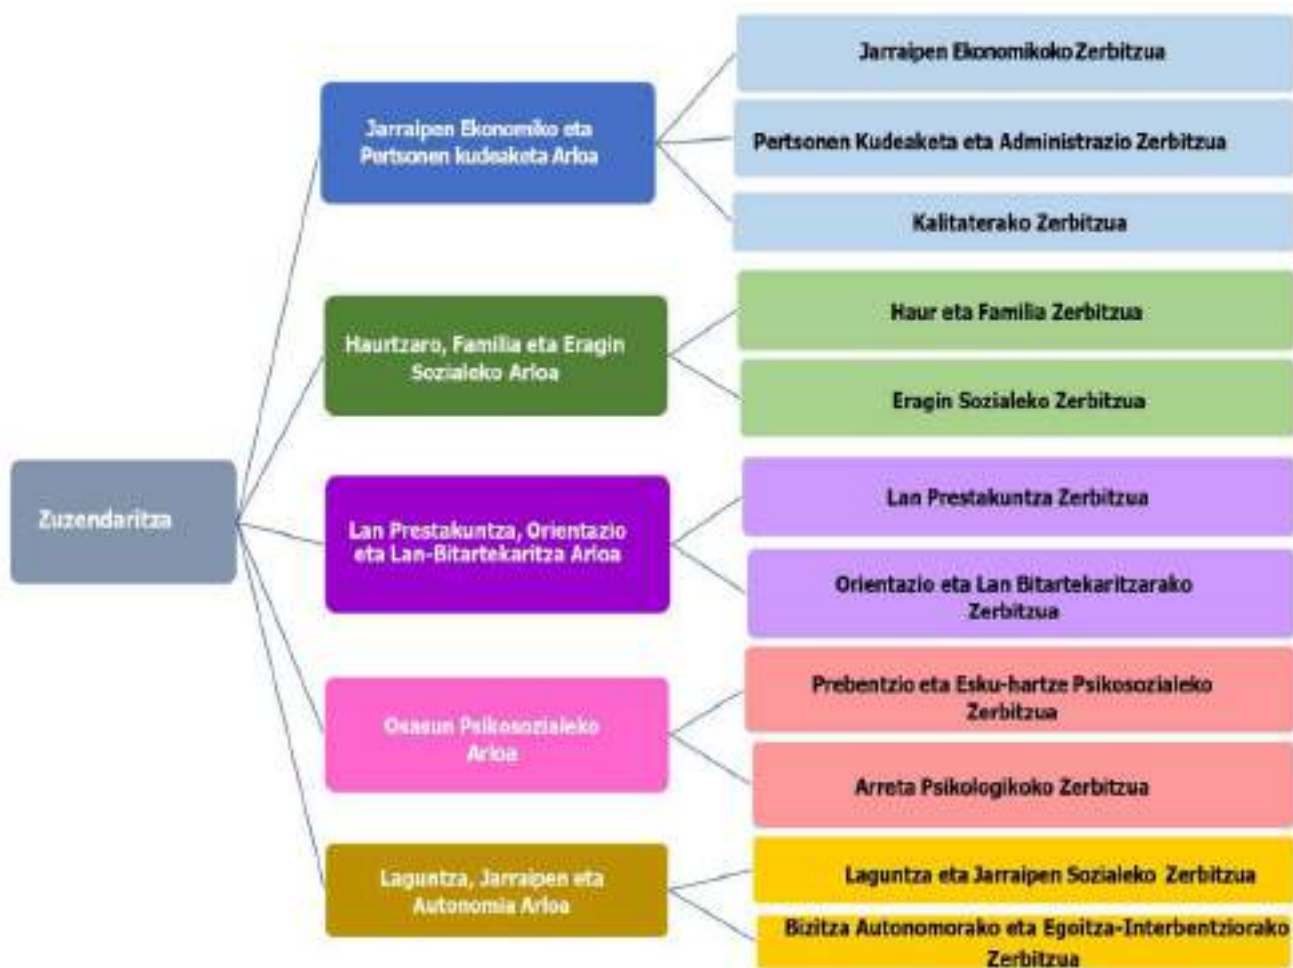 Zuzendaritza
Jarraipen Ekonomiko eta
Pertsonen kudeaketa Arloa
Jarraipen Ekonomikoko Zerbitzua
Pertsonen Kudeaketa eta Administrazio Zerbitzua
Kalitaterako Zerbitzua
Haurtzaro, Familia eta Eragin
Sozialeko Arloa
Haur eta Familia Zerbitzua
Eragin Sozialeko Zerbitzua
Lan Prestakuntza, Orientazio
eta Lan-Bitartekaritza Arloa
Lan Prestakuntza Zerbitzua
Orientazio eta Lan Bitartekaritzarako
Zerbitzua
Osasun Psikosozialeko
Arloa
Prebentzio eta Esku-hartze Psikosozialeko
Zerbitzua
Arreta Psikologikoko Zerbitzua
Laguntza, Jarraipen eta
Autonomia Arloa
Laguntza eta Jarraipen Sozialeko Zerbitzua
Bizitza Autonomorako eta Egoitza-Interbentziorako
Zerbitzua